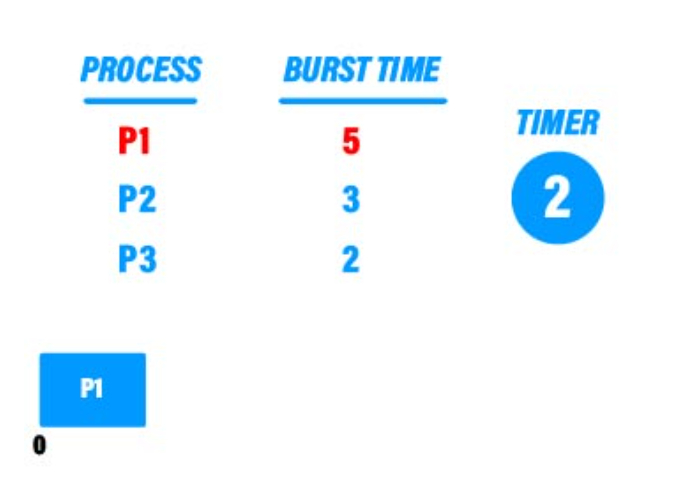 PROCESS BURST TIME
TIMER
P1 5
P2 3
2
P3 2
P1
0